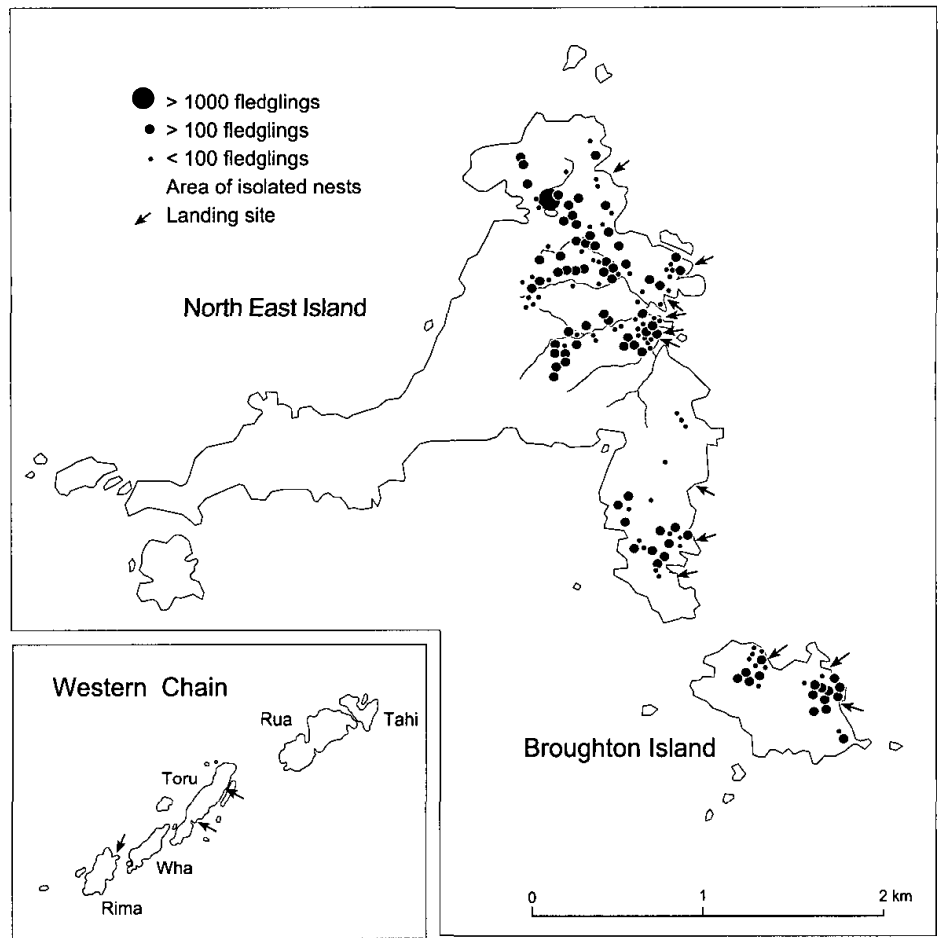 > 1000 fledglings
> 100 fledglings
< 100 fledglings
Area of isolated nests
Landing site
North East Island
Western Chain
Rua
Tahi
Toru
Wha
Rima
Broughton Island
0
1
2 km